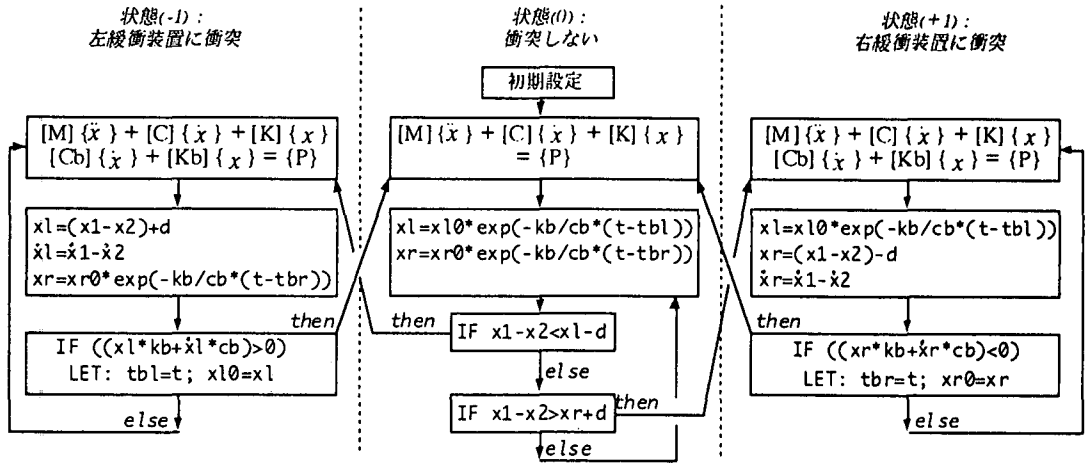 状態(-1) :
左緩衝装置に衝突
状態(0) :
衝突しない
状態(+1) :
右緩衝装置に衝突
初期設定
[M]{ẍ} + [C]{ẋ} + [K]{x}
[Cb]{ẋ} + [Kb]{x} = {P}
xl=(x1-x2)+d
ẋl=ẋ1-ẋ2
xr=xr0*exp(-kb/cb*(t-tbr))
then
IF ((xl*kb+ẋl*cb)>0)
LET: tbl=t; xl0=xl
else
[M]{ẍ} + [C]{ẋ} + [K]{x}
= {P}
xl=xl0*exp(-kb/cb*(t-tbl))
xr=xr0*exp(-kb/cb*(t-tbr))
then
IF x1-x2<xl-d
else
IF x1-x2>xr+d
then
else
[M]{ẍ} + [C]{ẋ} + [K]{x}
[Cb]{ẋ} + [Kb]{x} = {P}
xl=xl0*exp(-kb/cb*(t-tbl))
xr=(x1-x2)-d
ẋr=ẋ1-ẋ2
then
IF ((xr*kb+ẋr*cb)<0)
LET: tbr=t; xr0=xr
else